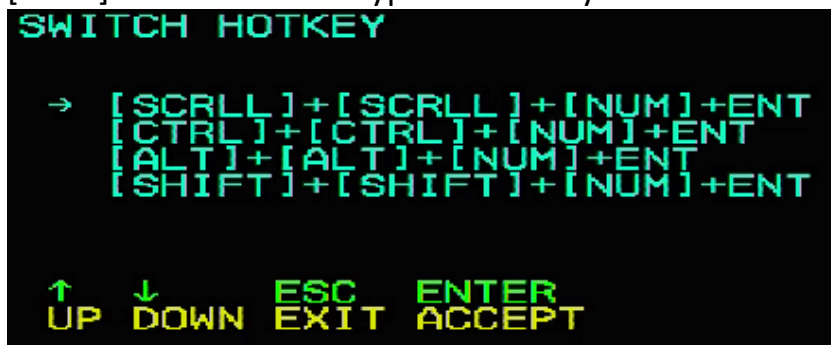 SWITCH HOTKEY
→ [SCRLL]+[SCRLL]+[NUM]+ENT
[CTRL]+[CTRL]+[NUM]+ENT
[ALT]+[ALT]+[NUM]+ENT
[SHIFT]+[SHIFT]+[NUM]+ENT
↑ ↓ ESC ENTER
UP DOWN EXIT ACCEPT